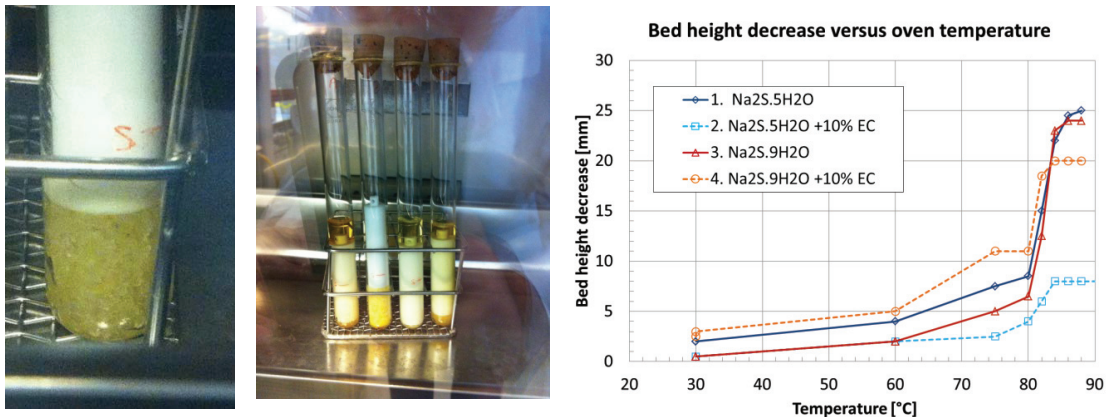 Bed height decrease versus oven temperature
30
25
20
15
10
5
0
Bed height decrease [mm]
1. Na2S.5H2O
2. Na2S.5H2O +10% EC
3. Na2S.9H2O
4. Na2S.9H2O +10% EC
20 30 40 50 60 70 80 90
Temperature [°C]